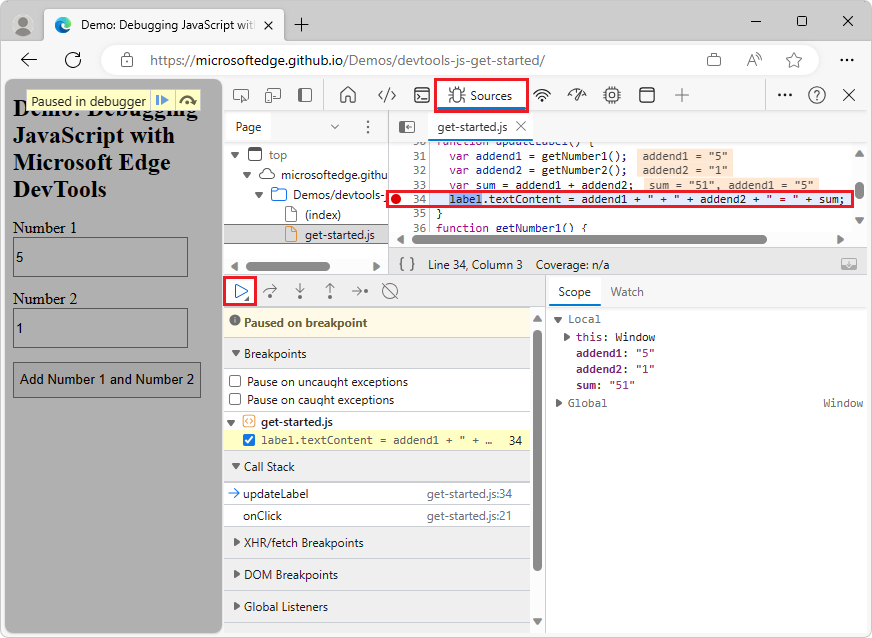 Demo: Debugging JavaScript wit
https://microsoftedge.github.io/Demos/devtools-js-get-started/
Paused in debugger
Demo: Debugging
JavaScript with
Microsoft Edge
DevTools
Number 1
5
Number 2
1
Add Number 1 and Number 2
Sources
Page
top
microsoftedge.githu
Demos/devtools-
(index)
get-started.js
get-started.js
30 function updateLabel() {
31 var addend1 = getNumber1(); addend1 = "5"
32 var addend2 = getNumber2(); addend2 = "1"
33 var sum = addend1 + addend2; sum = "51", addend1 = "5"
34 label.textContent = addend1 + " + " + addend2 + " = " + sum;
35 }
36 function getNumber1() {
{ } Line 34, Column 3 Coverage: n/a
Paused on breakpoint
Breakpoints
Pause on uncaught exceptions
Pause on caught exceptions
get-started.js
label.textContent = addend1 + " + … 34
Call Stack
updateLabel get-started.js:34
onClick get-started.js:21
XHR/fetch Breakpoints
DOM Breakpoints
Global Listeners
Scope Watch
Local
this: Window
addend1: "5"
addend2: "1"
sum: "51"
Global Window